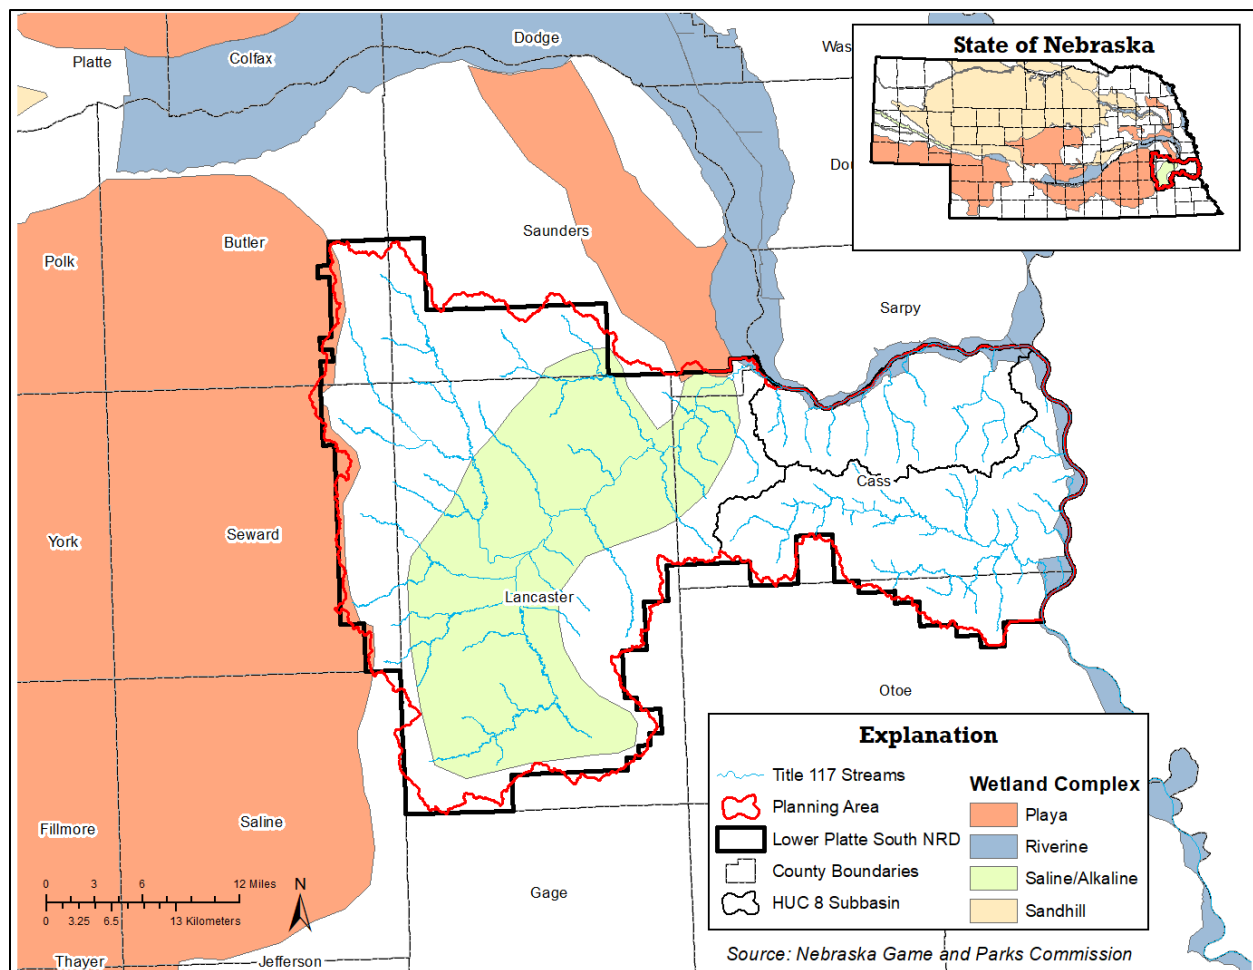 Platte
Colfax
Dodge
Was
State of Nebraska
Dou
Saunders
Butler
Polk
Sarpy
Cass
York
Seward
Lancaster
Otoe
Explanation
Title 117 Streams
Planning Area
Lower Platte South NRD
County Boundaries
HUC 8 Subbasin
Wetland Complex
Playa
Riverine
Saline/Alkaline
Sandhill
Fillmore
Saline
Gage
0 3 6 12 Miles
0 3.25 6.5 13 Kilometers
N
Source: Nebraska Game and Parks Commission
Thayer
Jefferson